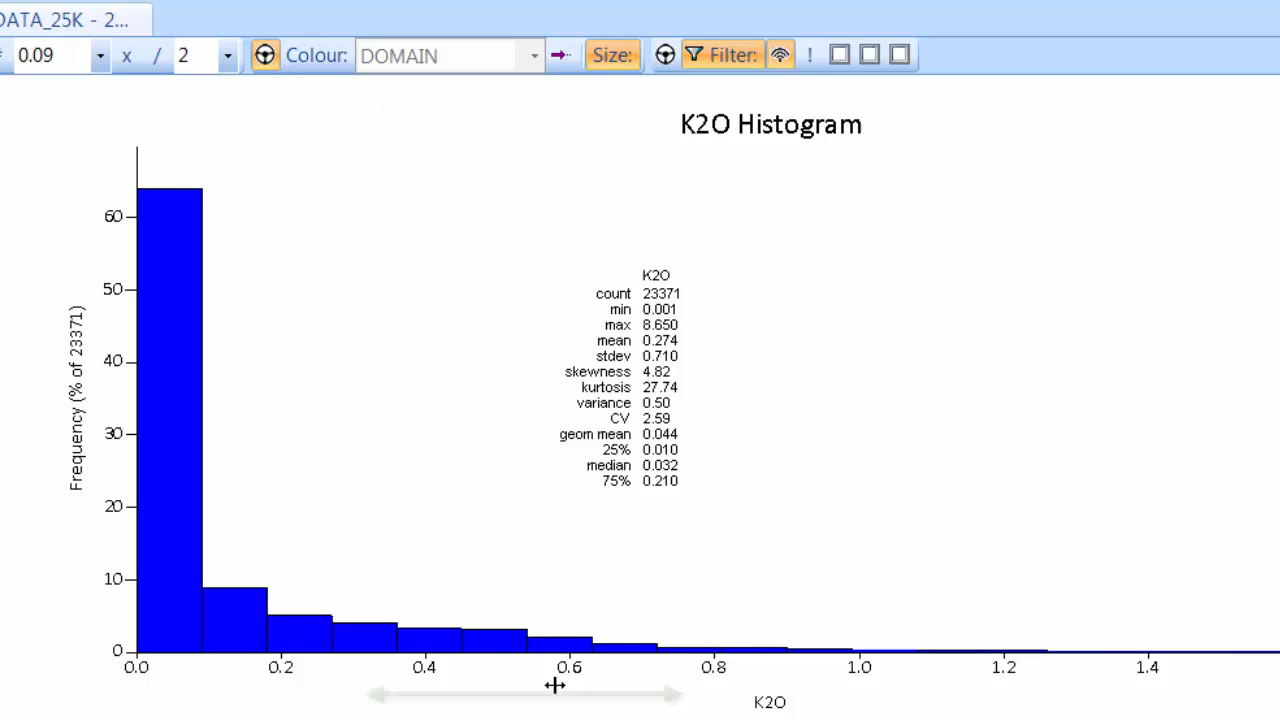 DATA_25K - 2...
0.09 x / 2 Colour: DOMAIN Size: Filter: !
K2O Histogram
60
50
40
30
20
10
0
Frequency (% of 23371)
K2O
count 23371
min 0.001
max 8.650
mean 0.274
stdev 0.710
skewness 4.82
kurtosis 27.74
variance 0.50
CV 2.59
geom mean 0.044
25% 0.010
median 0.032
75% 0.210
0.0 0.2 0.4 0.6 0.8 1.0 1.2 1.4
K2O